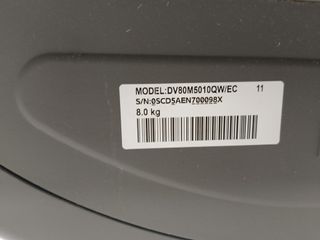 MODEL:DV80M5010QW/EC 11
S/N:0SCD5AEN700098X
8.0 kg